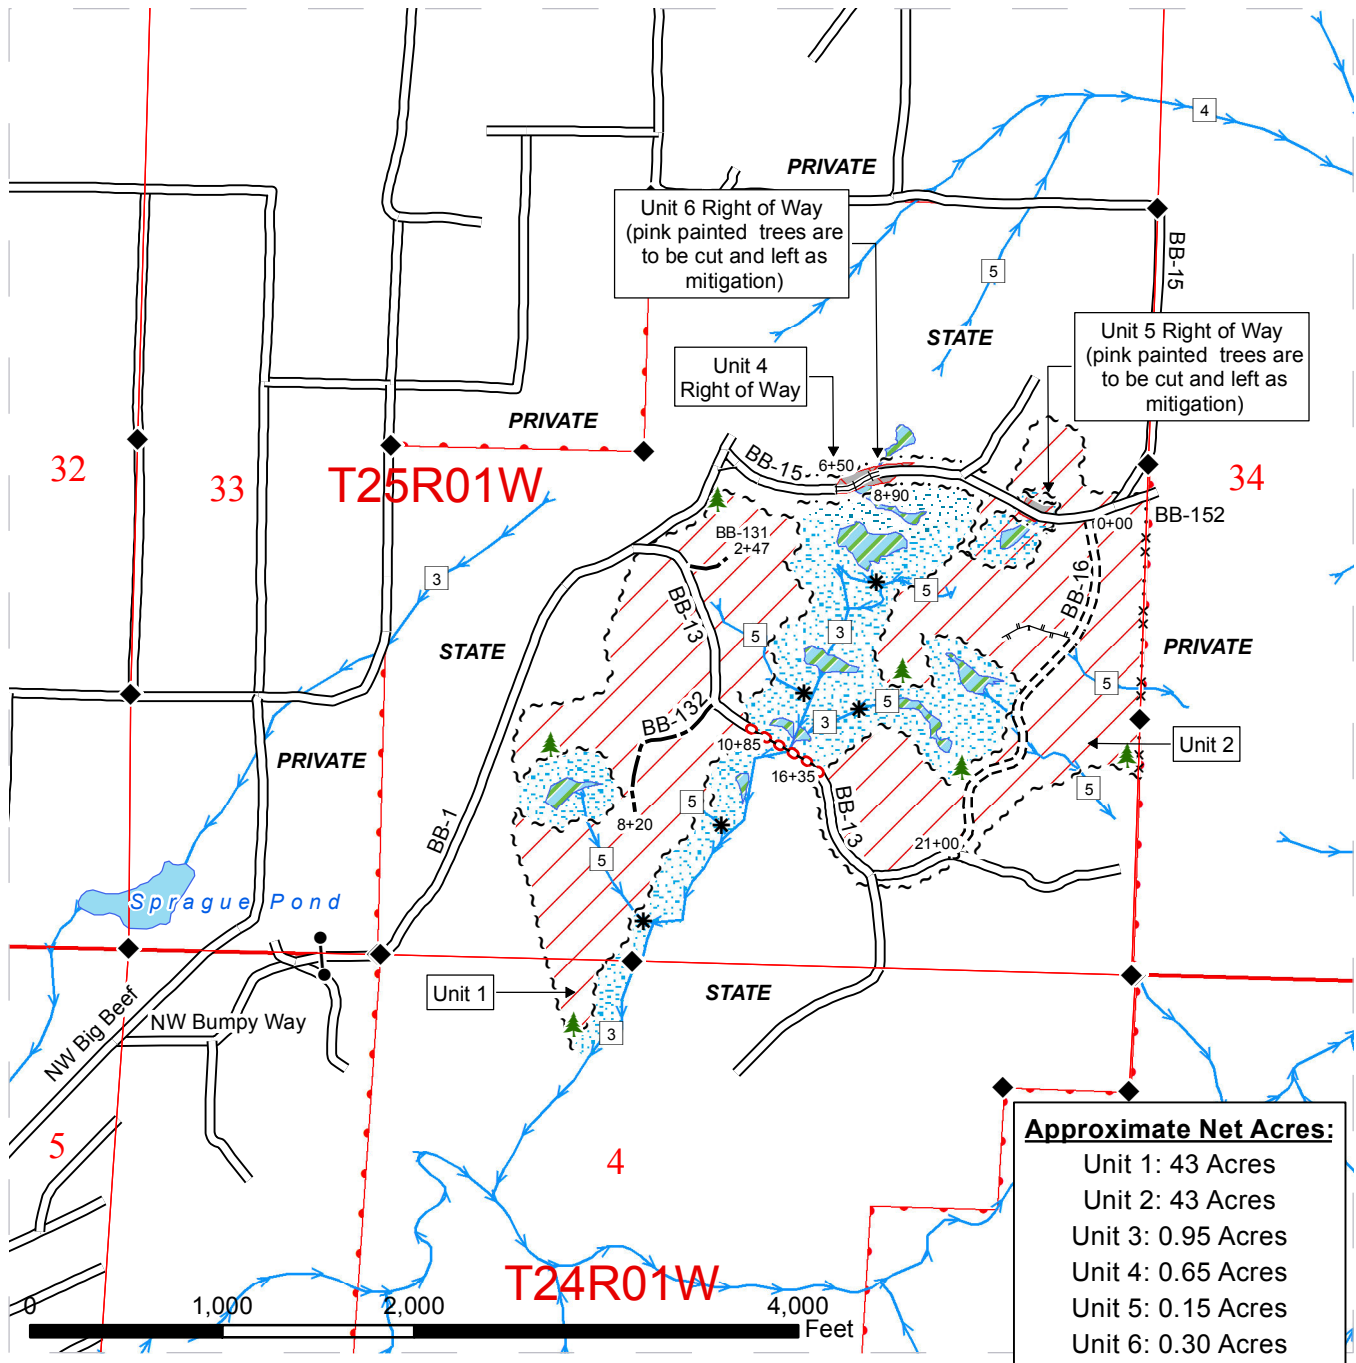 4
PRIVATE
Unit 6 Right of Way
(pink painted trees are
to be cut and left as
mitigation)
BB-15
5
STATE
Unit 5 Right of Way
(pink painted trees are
to be cut and left as
mitigation)
Unit 4
Right of Way
PRIVATE
32
33
T25R01W
BB-15
6+50
8+90
34
BB-152
0+00
BB-131
2+47
3
BB-13
5
BB-16
5
3
STATE
PRIVATE
5
5
3
BB-132
10+85
16+35
Unit 2
PRIVATE
5
5
BB-1
8+20
BB-13
21+00
5
Sprague Pond
Unit 1
STATE
NW Big Beef
NW Bumpy Way
3
5
4
Approximate Net Acres:
Unit 1: 43 Acres
Unit 2: 43 Acres
Unit 3: 0.95 Acres
Unit 4: 0.65 Acres
Unit 5: 0.15 Acres
Unit 6: 0.30 Acres
T24R01W
0 1,000 2,000 4,000
Feet